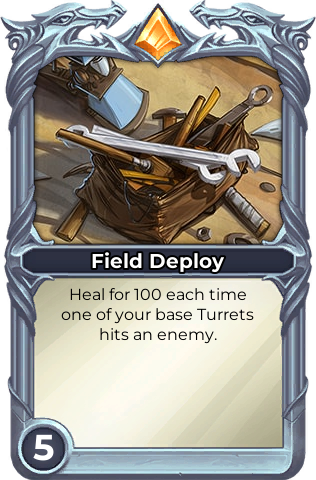 Field Deploy
Heal for 100 each time
one of your base Turrets
hits an enemy.
5